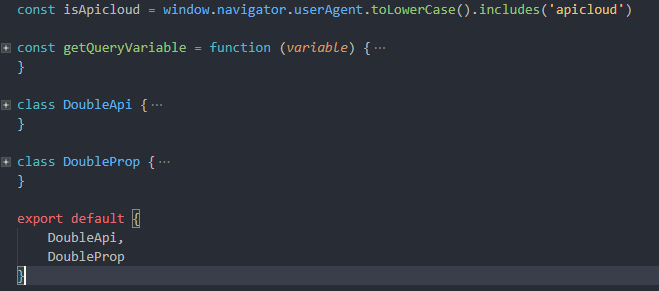 const isApicloud = window.navigator.userAgent.toLowerCase().includes('apicloud')
const getQueryVariable = function (variable) {···
}
class DoubleApi {···
}
class DoubleProp {···
}
export default {
    DoubleApi,
    DoubleProp
}